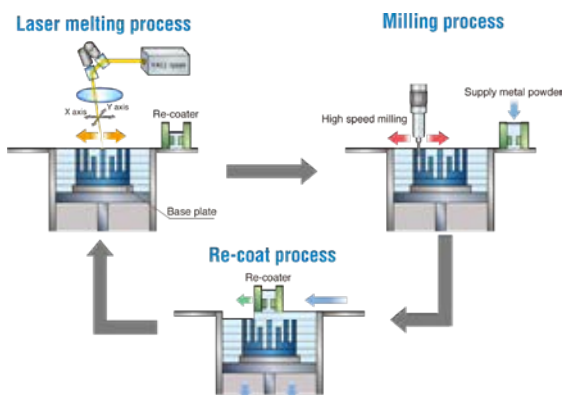 Laser melting process
Milling process
X axis
Y axis
Re-coater
High speed milling
Supply metal powder
Base plate
Re-coat process
Re-coater